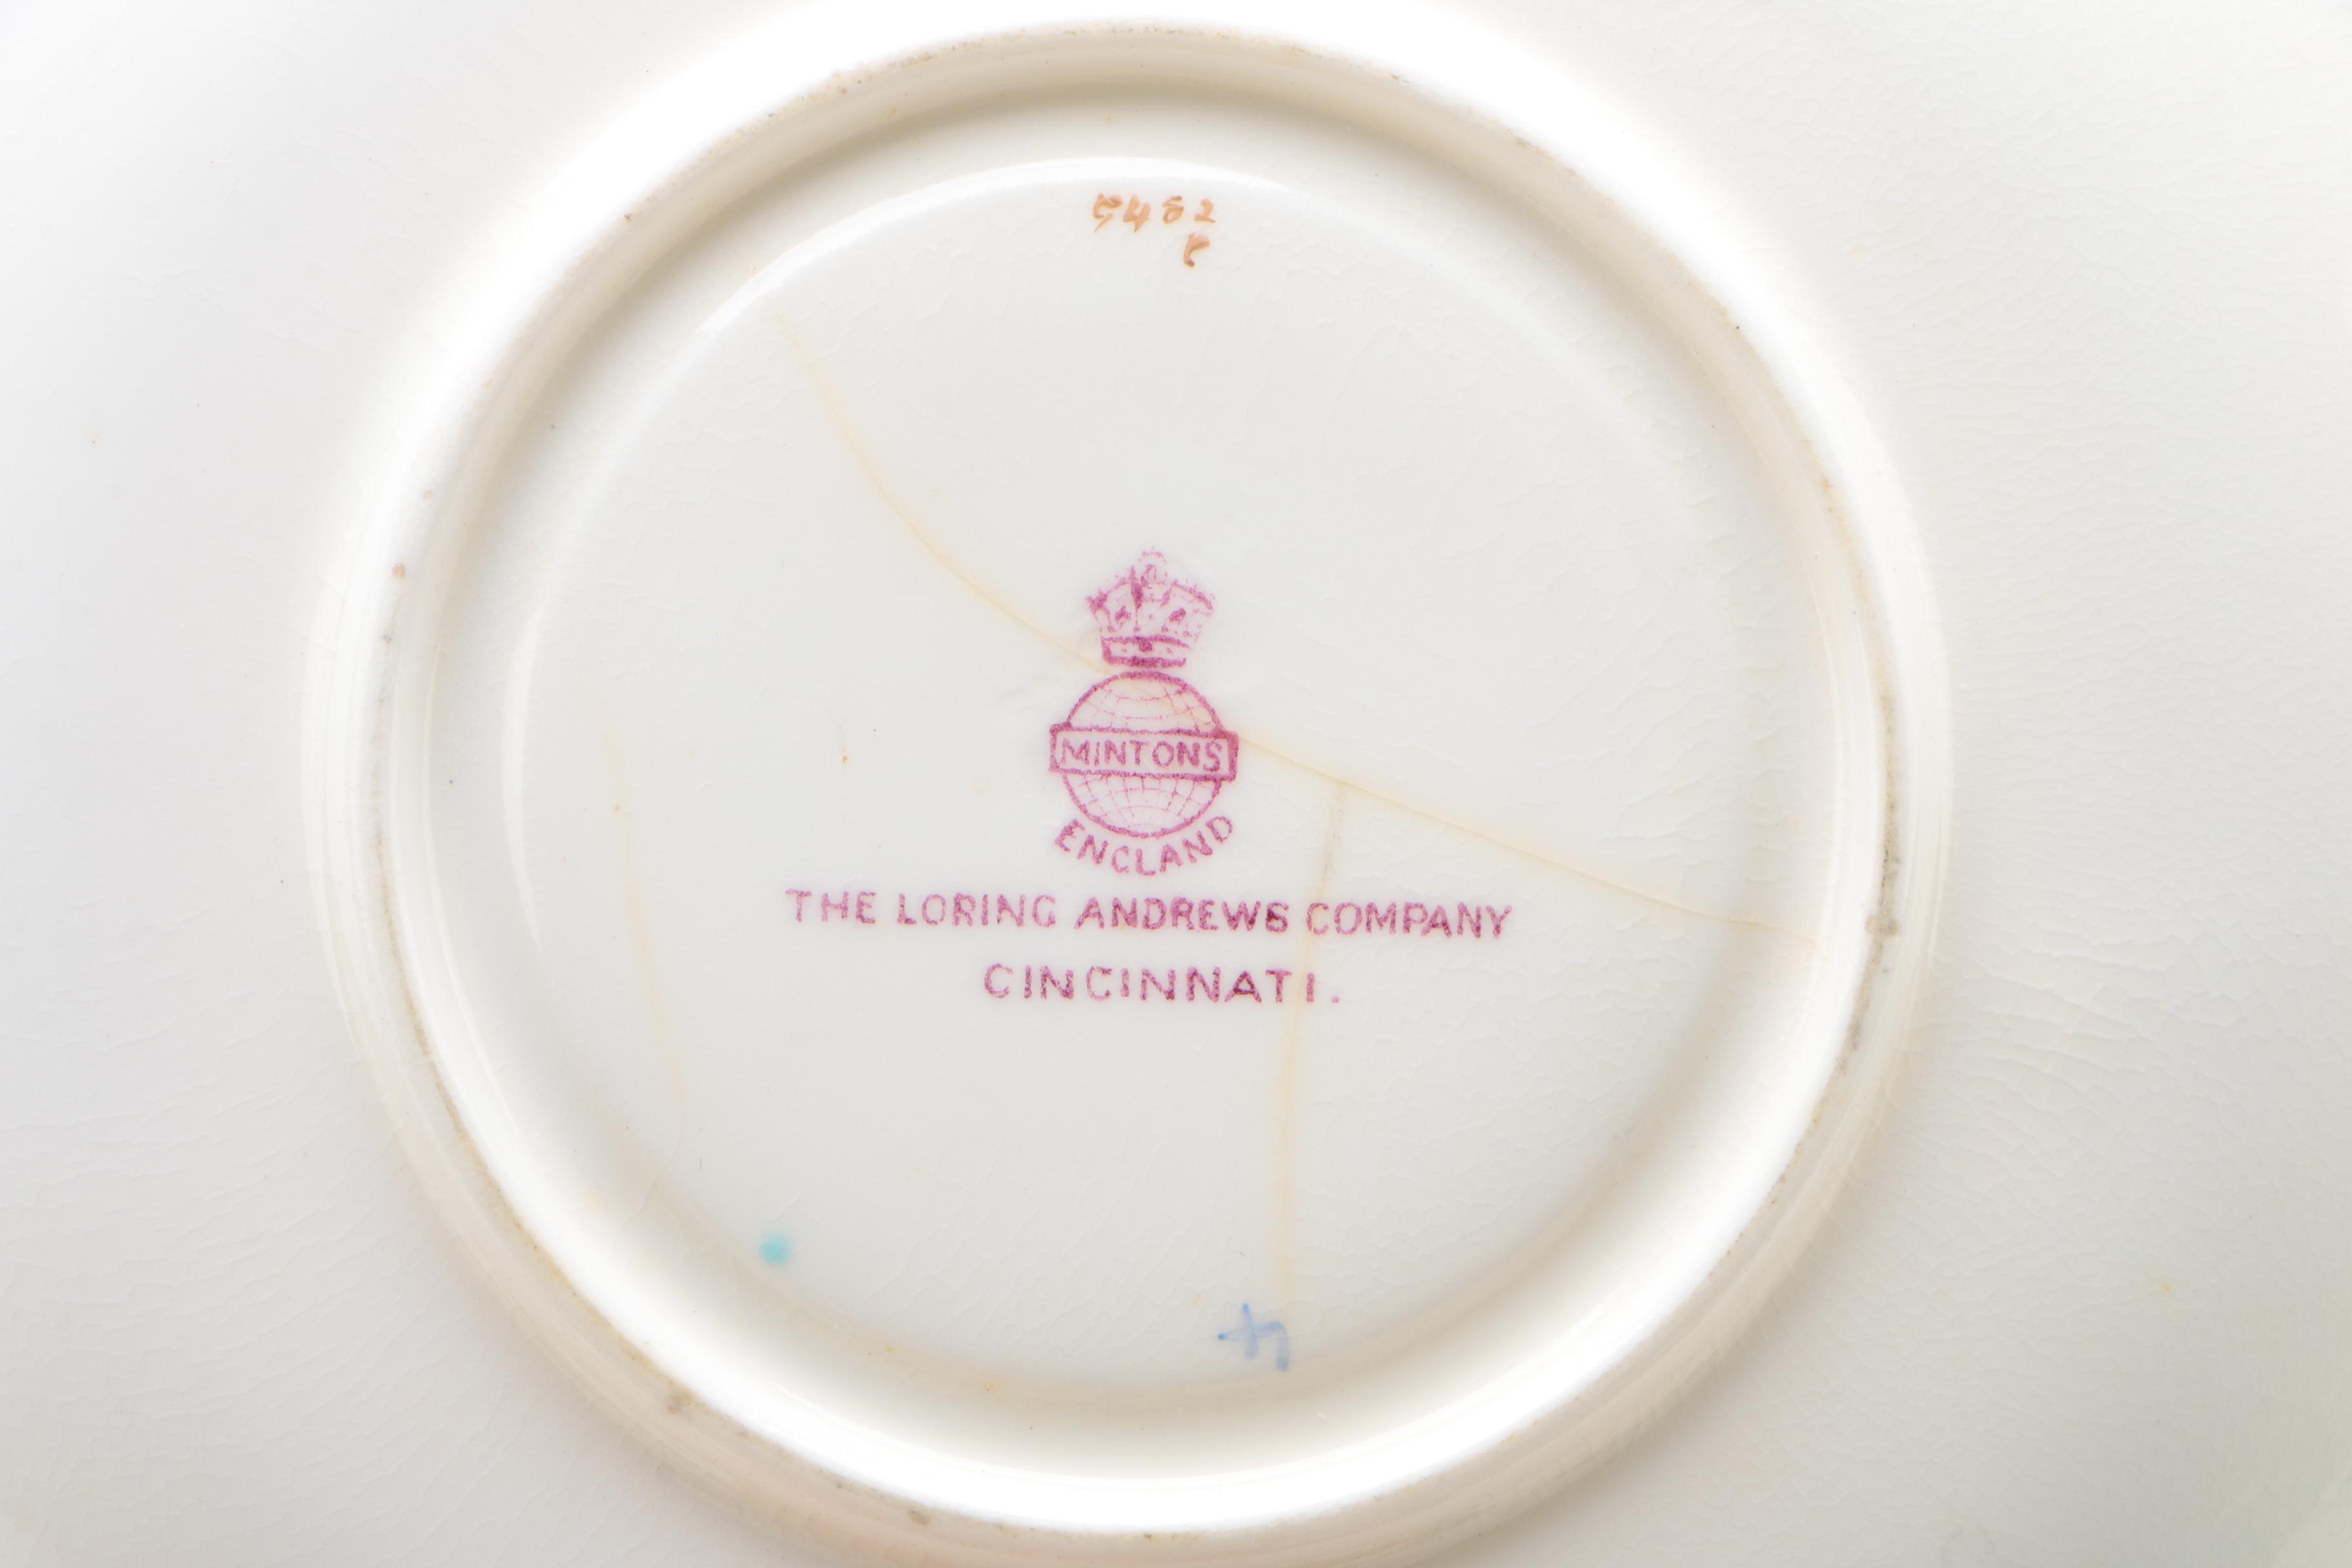 MINTONS
ENGLAND
THE LORING ANDREWS COMPANY
CINCINNATI.